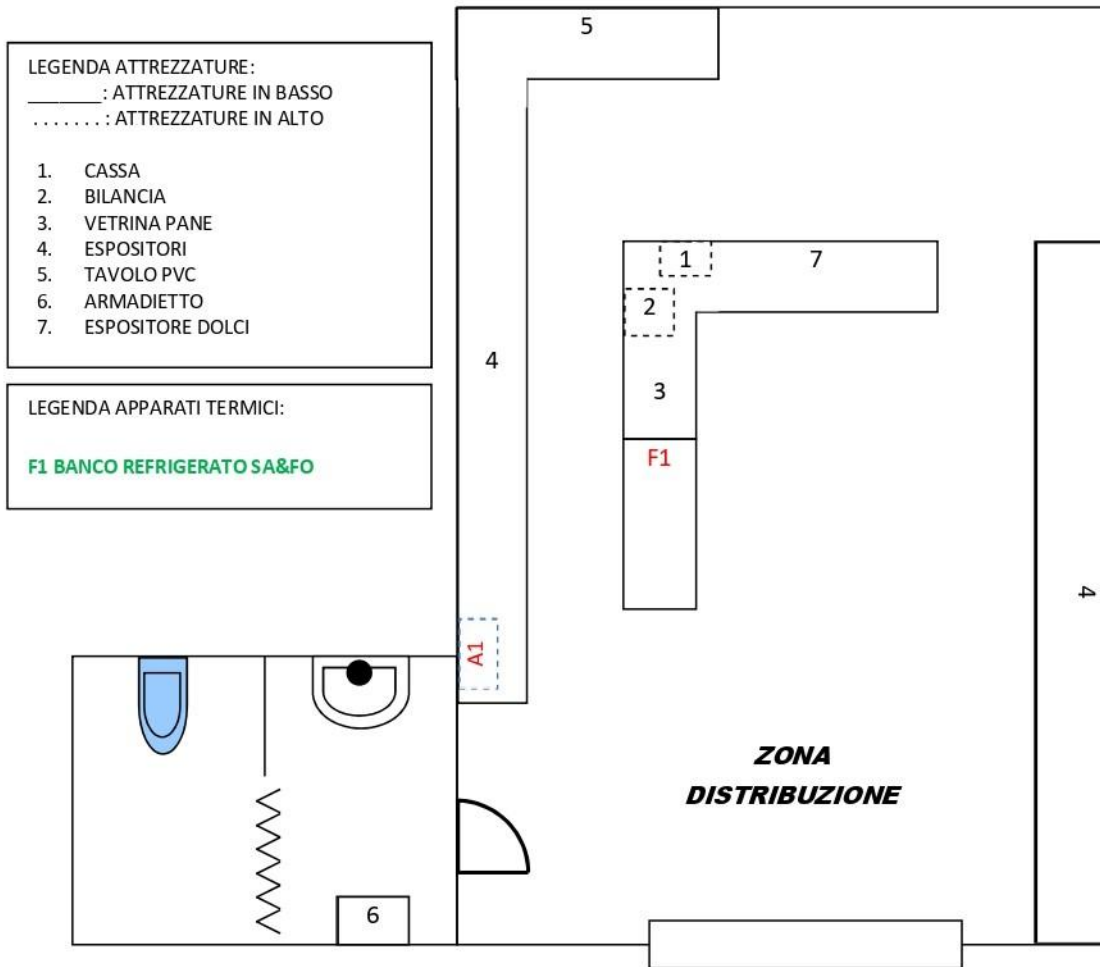 LEGENDA ATTREZZATURE:
_______: ATTREZZATURE IN BASSO
. . . . . . . : ATTREZZATURE IN ALTO
1. CASSA
2. BILANCIA
3. VETRINA PANE
4. ESPOSITORI
5. TAVOLO PVC
6. ARMADIETTO
7. ESPOSITORE DOLCI
LEGENDA APPARATI TERMICI:
F1 BANCO REFRIGERATO SA&FO
5
1
7
2
4
3
F1
4
A1
ZONA
DISTRIBUZIONE
6